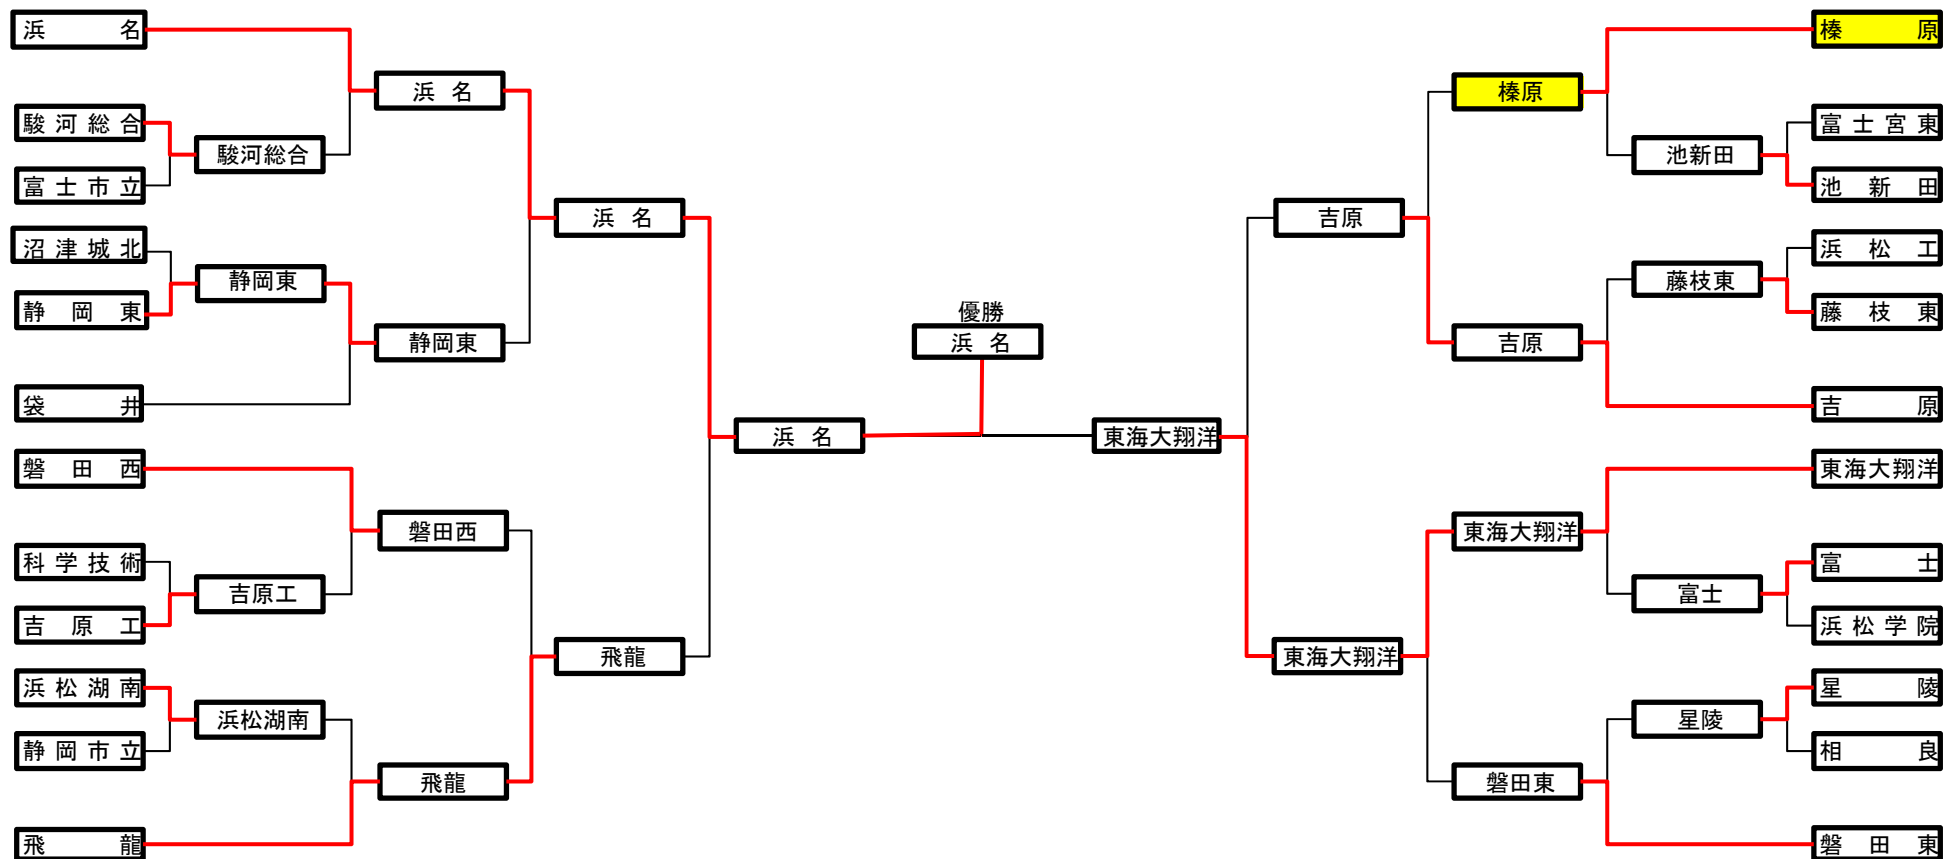 浜名
駿河総合
富士市立
沼津城北
静岡東
袋井
磐田西
科学技術
吉原工
浜松湖南
静岡市立
飛龍
駿河総合
静岡東
吉原工
浜松湖南
浜名
静岡東
磐田西
飛龍
浜名
飛龍
浜名
優勝
浜名
東海大翔洋
吉原
東海大翔洋
榛原
吉原
東海大翔洋
磐田東
池新田
藤枝東
富士
星陵
榛原
富士宮東
池新田
浜松工
藤枝東
吉原
東海大翔洋
富士
浜松学院
星陵
相良
磐田東